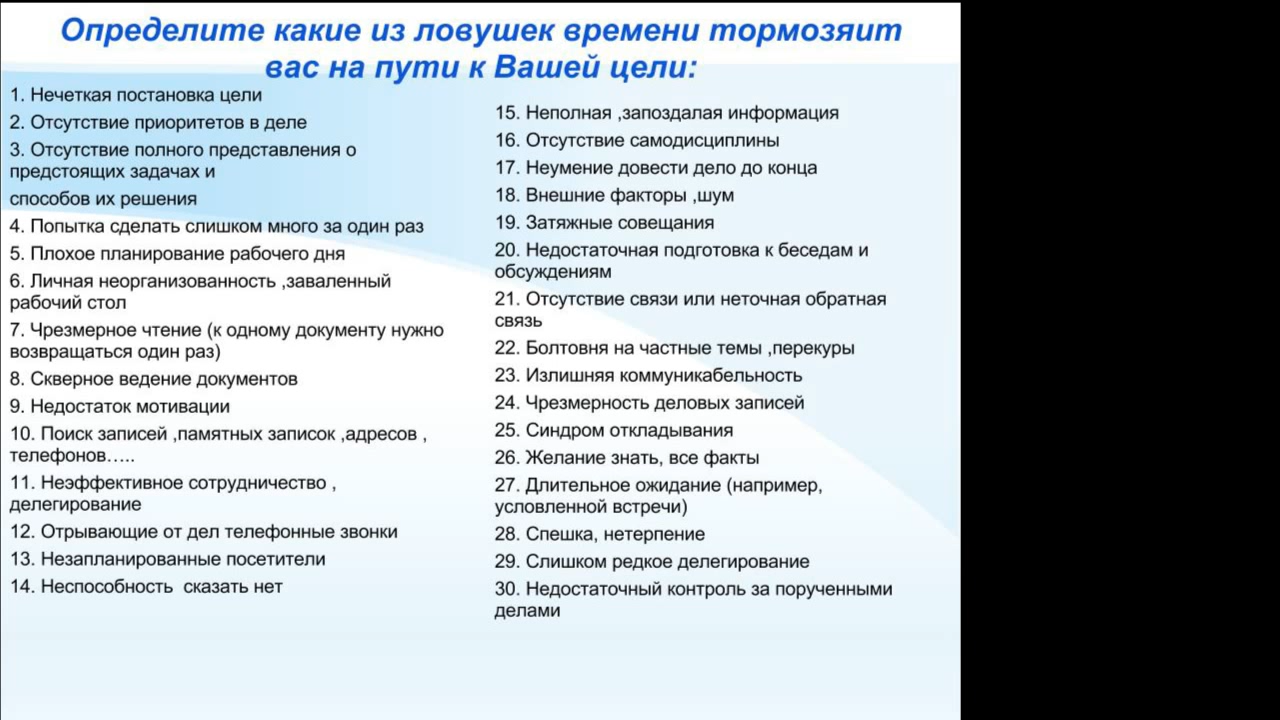 Определите какие из ловушек времени тормозяит
вас на пути к Вашей цели:
1. Нечеткая постановка цели
2. Отсутствие приоритетов в деле
3. Отсутствие полного представления о
предстоящих задачах и
способов их решения
4. Попытка сделать слишком много за один раз
5. Плохое планирование рабочего дня
6. Личная неорганизованность ,заваленный
рабочий стол
7. Чрезмерное чтение (к одному документу нужно
возвращаться один раз)
8. Скверное ведение документов
9. Недостаток мотивации
10. Поиск записей ,памятных записок ,адресов ,
телефонов…..
11. Неэффективное сотрудничество ,
делегирование
12. Отрывающие от дел телефонные звонки
13. Незапланированные посетители
14. Неспособность  сказать нет
15. Неполная ,запоздалая информация
16. Отсутствие самодисциплины
17. Неумение довести дело до конца
18. Внешние факторы ,шум
19. Затяжные совещания
20. Недостаточная подготовка к беседам и
обсуждениям
21. Отсутствие связи или неточная обратная
связь
22. Болтовня на частные темы ,перекуры
23. Излишняя коммуникабельность
24. Чрезмерность деловых записей
25. Синдром откладывания
26. Желание знать, все факты
27. Длительное ожидание (например,
условленной встречи)
28. Спешка, нетерпение
29. Слишком редкое делегирование
30. Недостаточный контроль за порученными
делами